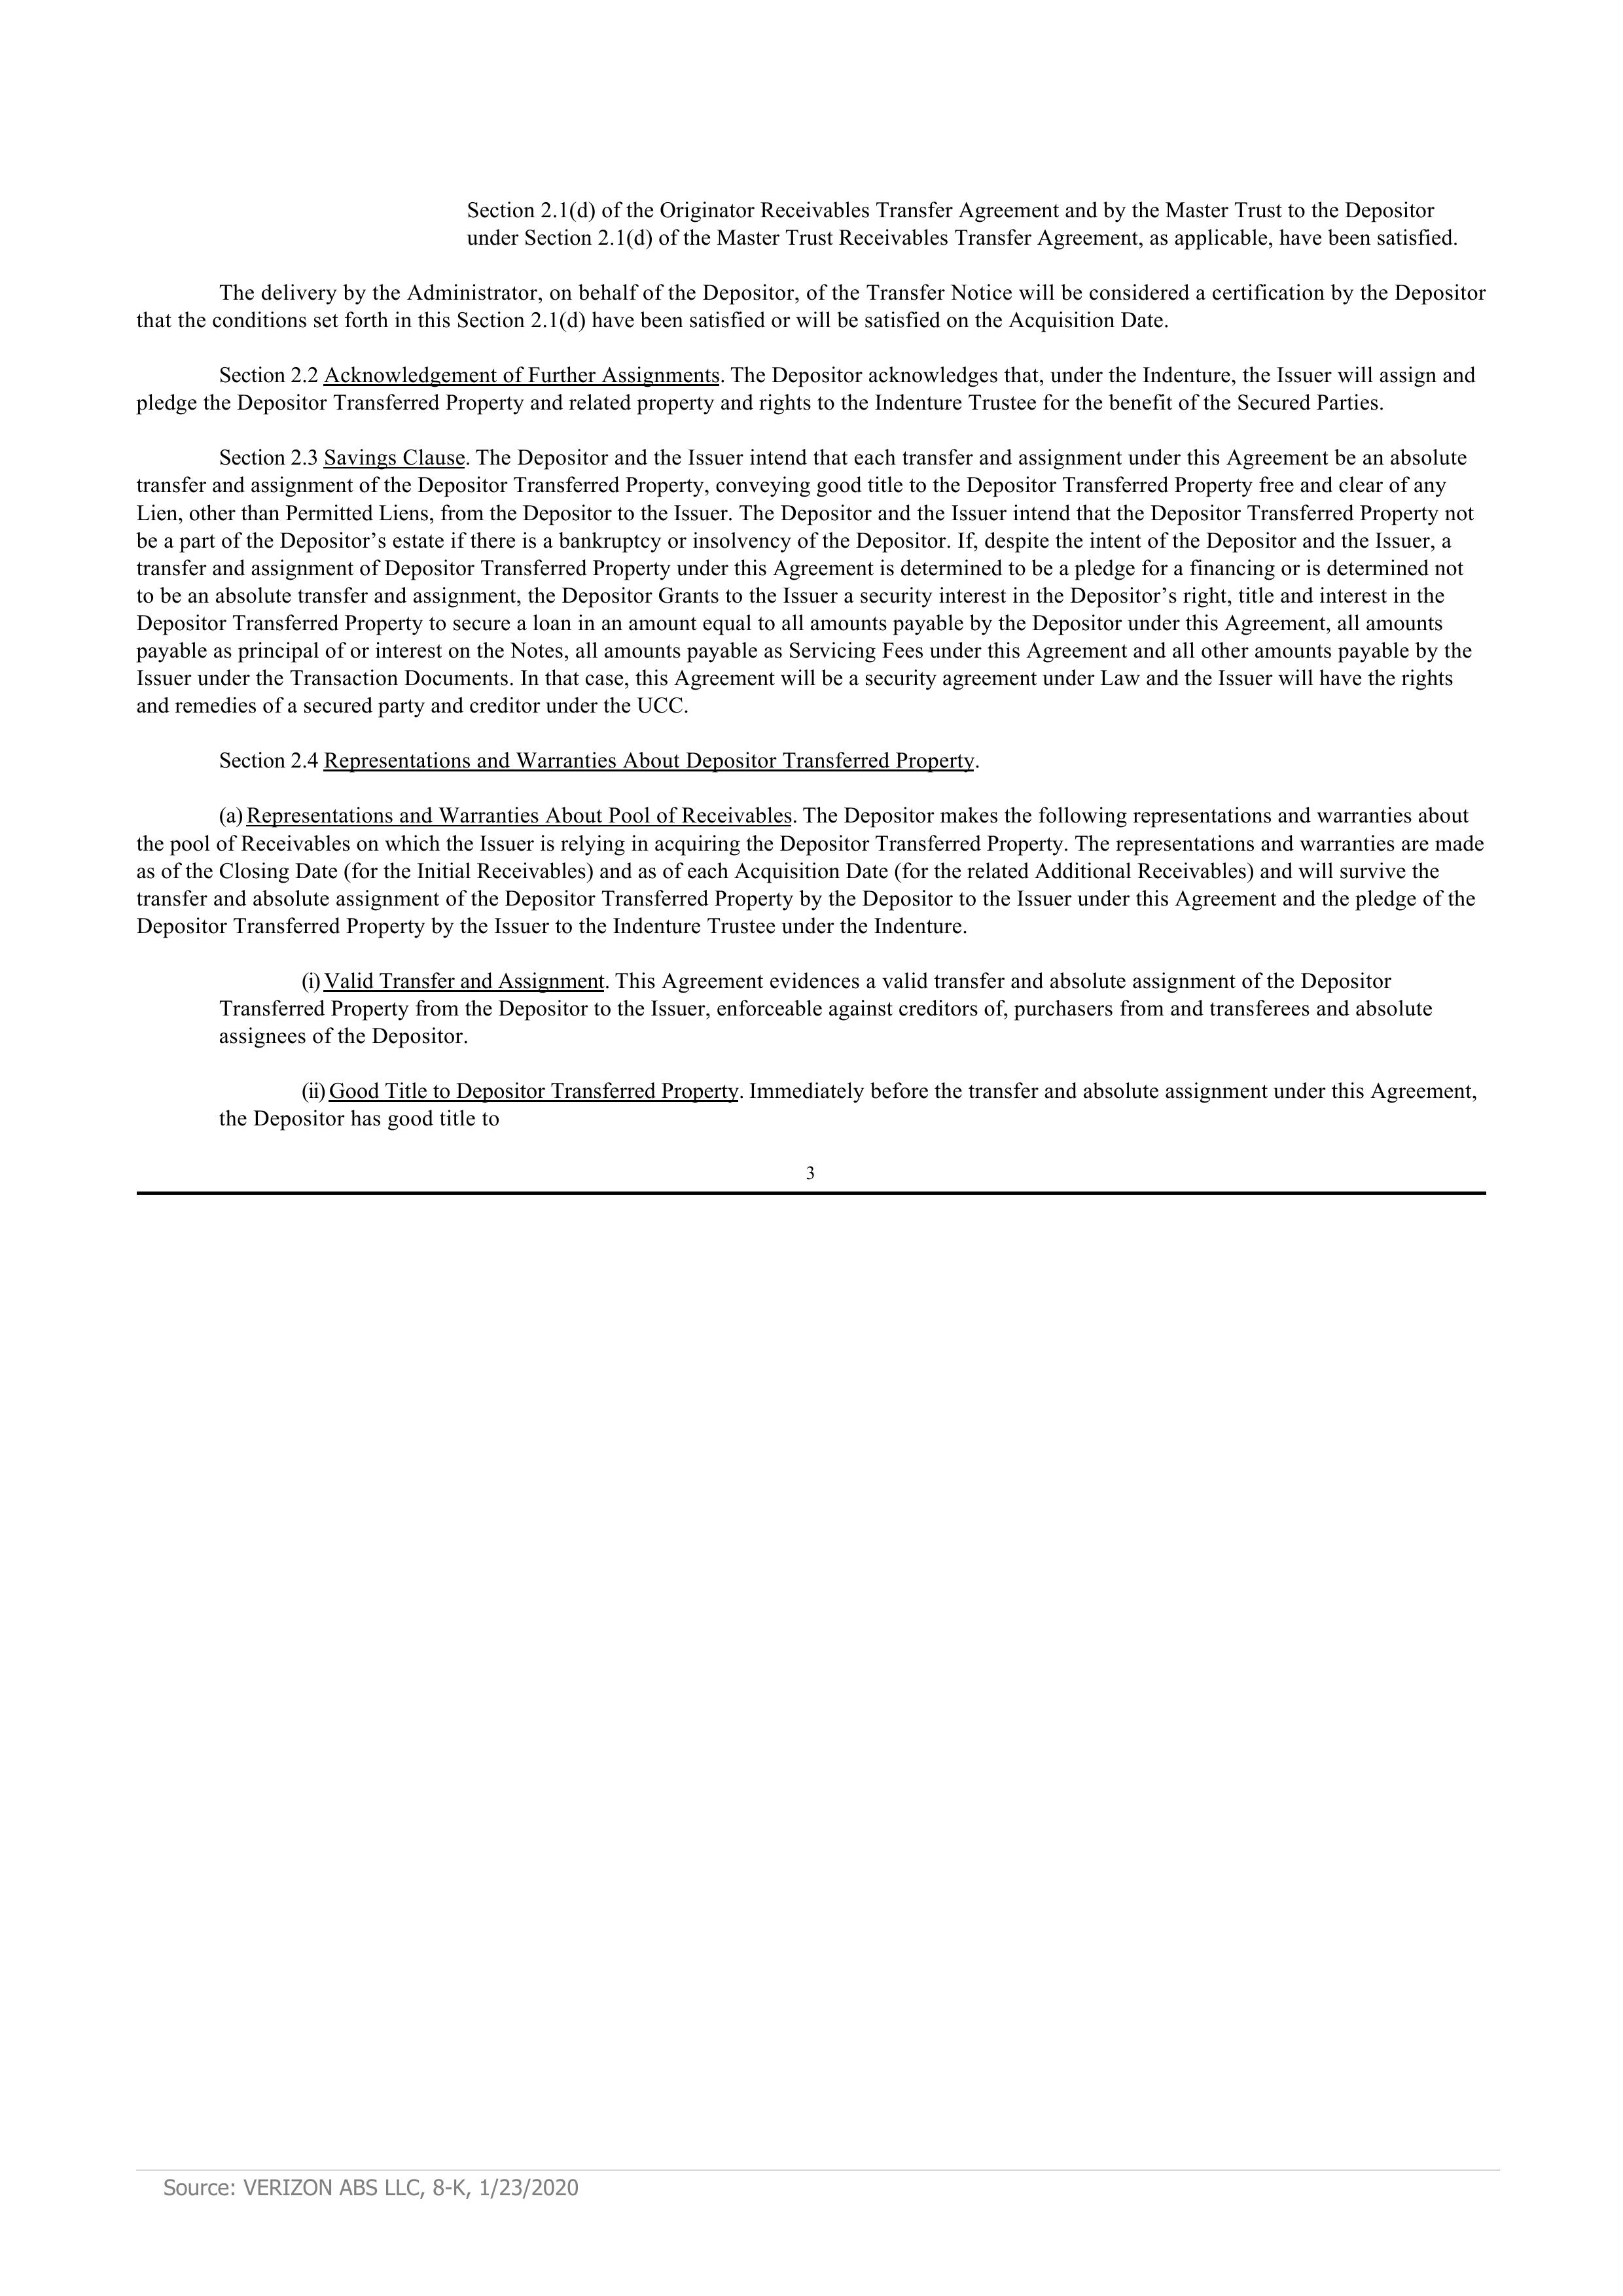 Section 2.1(d) of the Originator Receivables Transfer Agreement and by the Master Trust to the Depositor
under Section 2.1(d) of the Master Trust Receivables Transfer Agreement, as applicable, have been satisfied.
The delivery by the Administrator, on behalf of the Depositor, of the Transfer Notice will be considered a certification by the Depositor
that the conditions set forth in this Section 2.1(d) have been satisfied or will be satisfied on the Acquisition Date.
Section 2.2 Acknowledgement of Further Assignments. The Depositor acknowledges that, under the Indenture, the Issuer will assign and
pledge the Depositor Transferred Property and related property and rights to the Indenture Trustee for the benefit of the Secured Parties.
Section 2.3 Savings Clause. The Depositor and the Issuer intend that each transfer and assignment under this Agreement be an absolute
transfer and assignment of the Depositor Transferred Property, conveying good title to the Depositor Transferred Property free and clear of any
Lien, other than Permitted Liens, from the Depositor to the Issuer. The Depositor and the Issuer intend that the Depositor Transferred Property not
be a part of the Depositor’s estate if there is a bankruptcy or insolvency of the Depositor. If, despite the intent of the Depositor and the Issuer, a
transfer and assignment of Depositor Transferred Property under this Agreement is determined to be a pledge for a financing or is determined not
to be an absolute transfer and assignment, the Depositor Grants to the Issuer a security interest in the Depositor’s right, title and interest in the
Depositor Transferred Property to secure a loan in an amount equal to all amounts payable by the Depositor under this Agreement, all amounts
payable as principal of or interest on the Notes, all amounts payable as Servicing Fees under this Agreement and all other amounts payable by the
Issuer under the Transaction Documents. In that case, this Agreement will be a security agreement under Law and the Issuer will have the rights
and remedies of a secured party and creditor under the UCC.
Section 2.4 Representations and Warranties About Depositor Transferred Property.
(a) Representations and Warranties About Pool of Receivables. The Depositor makes the following representations and warranties about
the pool of Receivables on which the Issuer is relying in acquiring the Depositor Transferred Property. The representations and warranties are made
as of the Closing Date (for the Initial Receivables) and as of each Acquisition Date (for the related Additional Receivables) and will survive the
transfer and absolute assignment of the Depositor Transferred Property by the Depositor to the Issuer under this Agreement and the pledge of the
Depositor Transferred Property by the Issuer to the Indenture Trustee under the Indenture.
(i) Valid Transfer and Assignment. This Agreement evidences a valid transfer and absolute assignment of the Depositor
Transferred Property from the Depositor to the Issuer, enforceable against creditors of, purchasers from and transferees and absolute
assignees of the Depositor.
(ii) Good Title to Depositor Transferred Property. Immediately before the transfer and absolute assignment under this Agreement,
the Depositor has good title to
3
Source: VERIZON ABS LLC, 8-K, 1/23/2020